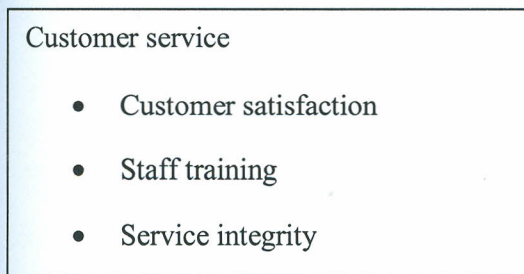 Customer service
• Customer satisfaction
• Staff training
• Service integrity